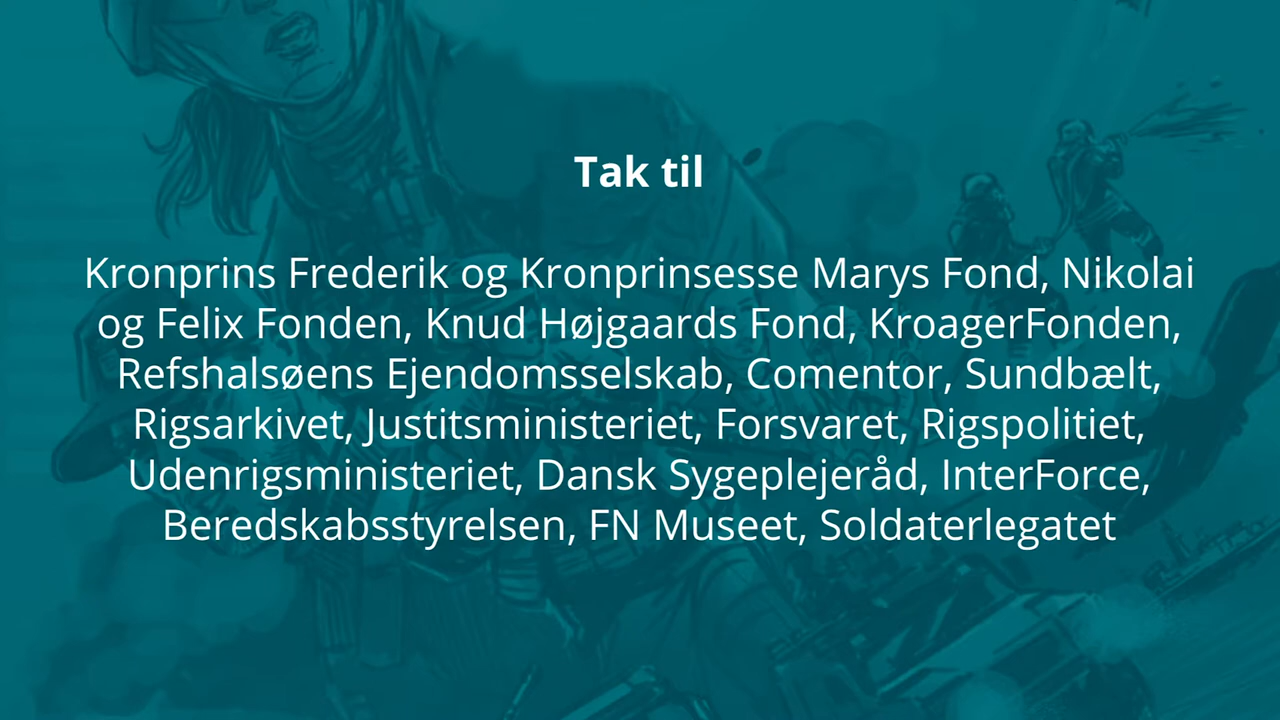 Tak til
Kronprins Frederik og Kronprinsesse Marys Fond, Nikolai
og Felix Fonden, Knud Højgaards Fond, KroagerFonden,
Refshalsøens Ejendomsselskab, Comentor, Sundbælt,
Rigsarkivet, Justitsministeriet, Forsvaret, Rigspolitiet,
Udenrigsministeriet, Dansk Sygeplejeråd, InterForce,
Beredskabsstyrelsen, FN Museet, Soldaterlegatet